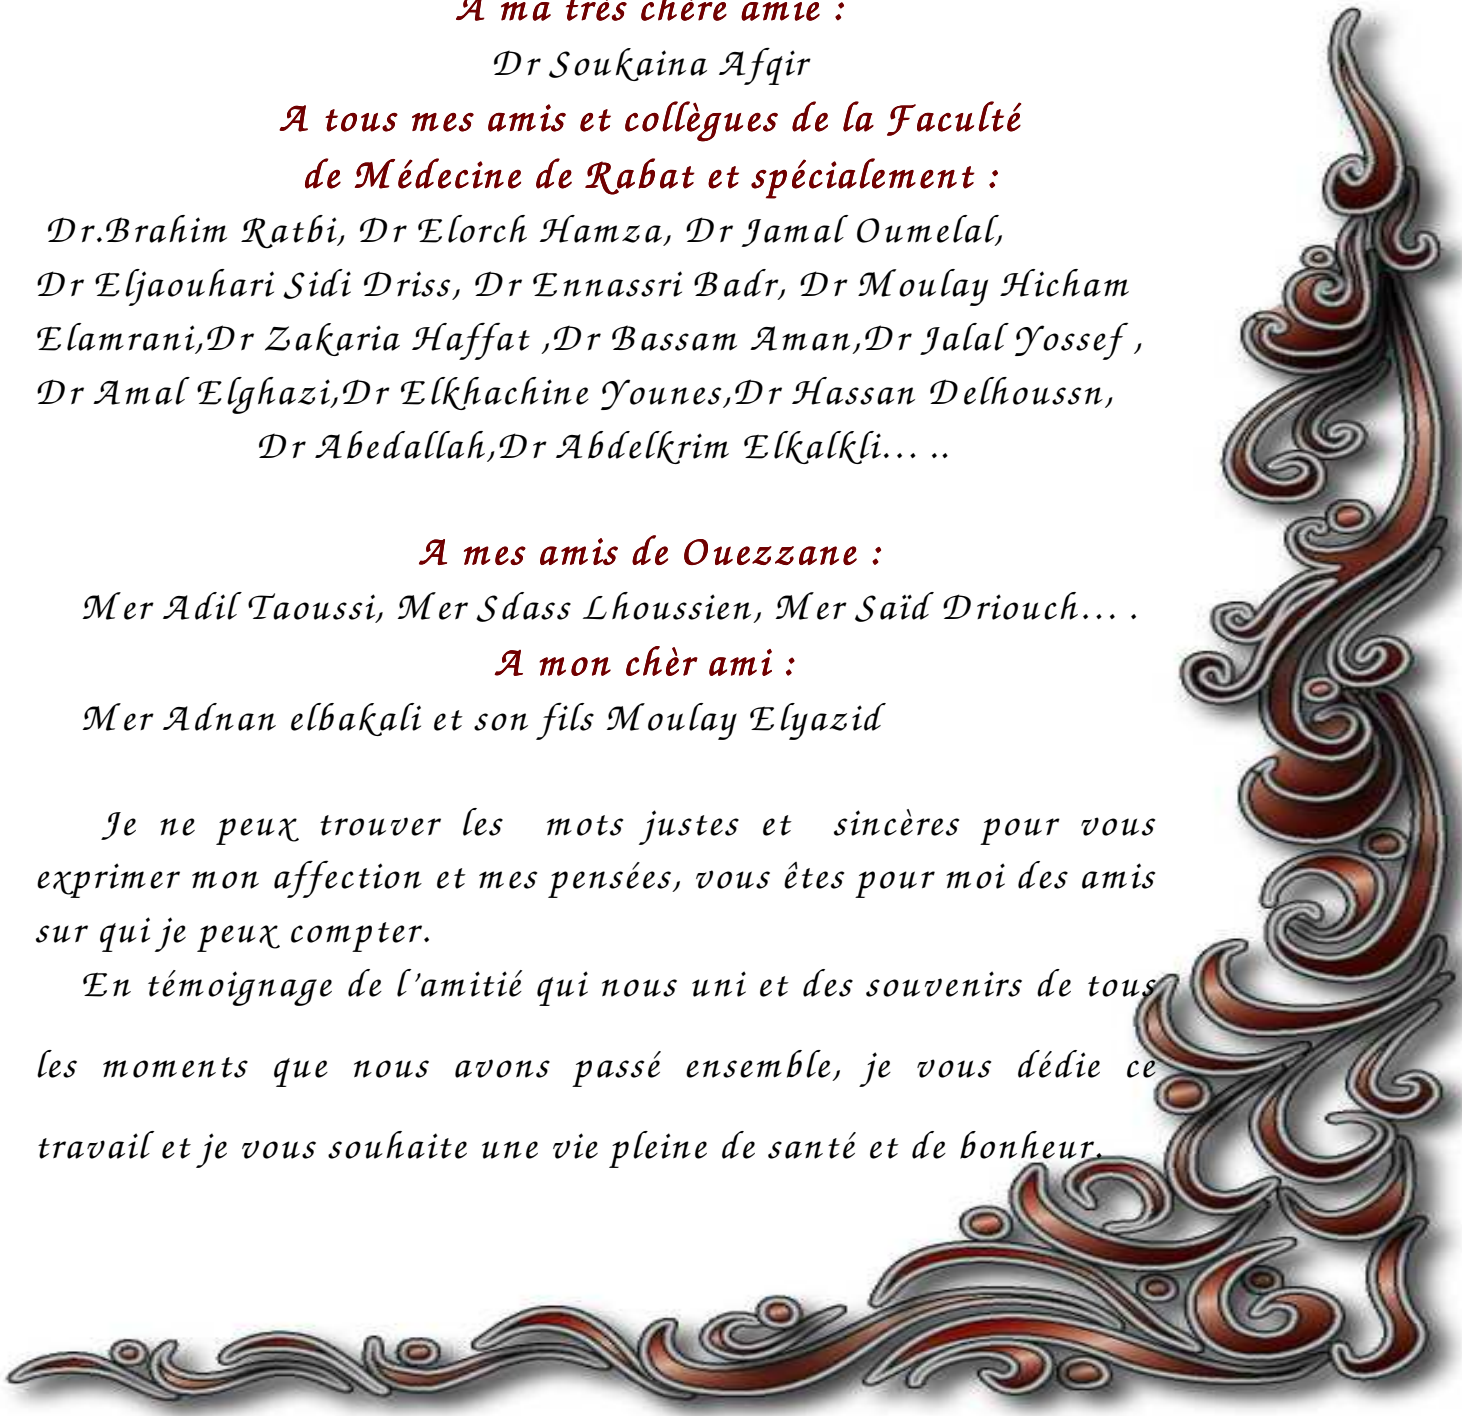 A ma très chère amie :
Dr Soukaina Afqir
A tous mes amis et collègues de la Faculté
de Médecine de Rabat et spécialement :
Dr.Brahim Ratbi, Dr Elorch Hamza, Dr Jamal Oumelal,
Dr Eljaouhari Sidi Driss, Dr Ennassri Badr, Dr Moulay Hicham
Elamrani,Dr Zakaria Haffat ,Dr Bassam Aman,Dr Jalal Yossef ,
Dr Amal Elghazi,Dr Elkhachine Younes,Dr Hassan Delhoussn,
Dr Abedallah,Dr Abdelkrim Elkalkli… ..
A mes amis de Ouezzane :
Mer Adil Taoussi, Mer Sdass Lhoussien, Mer Saïd Driouch… .
A mon chèr ami :
Mer Adnan elbakali et son fils Moulay Elyazid
Je ne peux trouver les mots justes et sincères pour vous
exprimer mon affection et mes pensées, vous êtes pour moi des amis
sur qui je peux compter.
En témoignage de l'amitié qui nous uni et des souvenirs de tous
les moments que nous avons passé ensemble, je vous dédie ce
travail et je vous souhaite une vie pleine de santé et de bonheur.